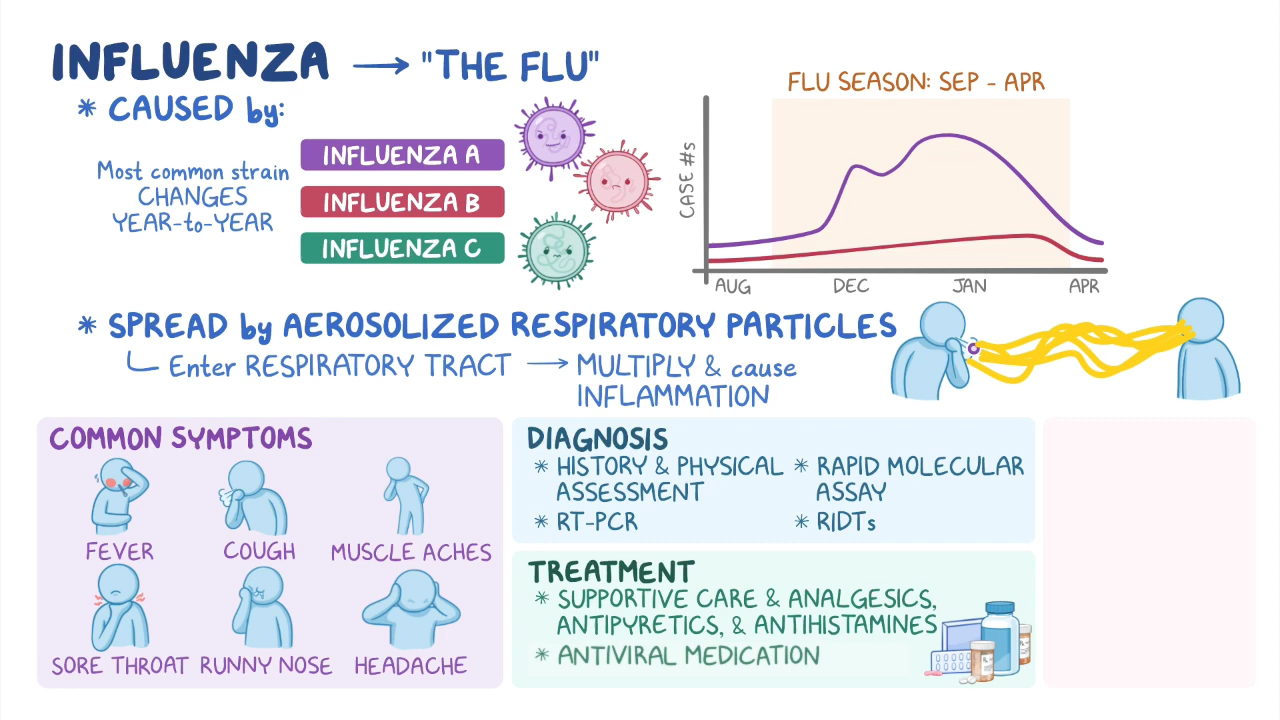 INFLUENZA → "THE FLU"
* CAUSED by:
Most common strain
CHANGES
YEAR-to-YEAR
INFLUENZA A
INFLUENZA B
INFLUENZA C
FLU SEASON: SEP - APR
CASE #s
AUG DEC JAN APR
* SPREAD by AEROSOLIZED RESPIRATORY PARTICLES
Enter RESPIRATORY TRACT → MULTIPLY & cause
INFLAMMATION
COMMON SYMPTOMS
FEVER COUGH MUSCLE ACHES
SORE THROAT RUNNY NOSE HEADACHE
DIAGNOSIS
* HISTORY & PHYSICAL
ASSESSMENT
* RT-PCR
* RAPID MOLECULAR
ASSAY
* RIDTs
TREATMENT
* SUPPORTIVE CARE & ANALGESICS,
ANTIPYRETICS, & ANTIHISTAMINES
* ANTIVIRAL MEDICATION